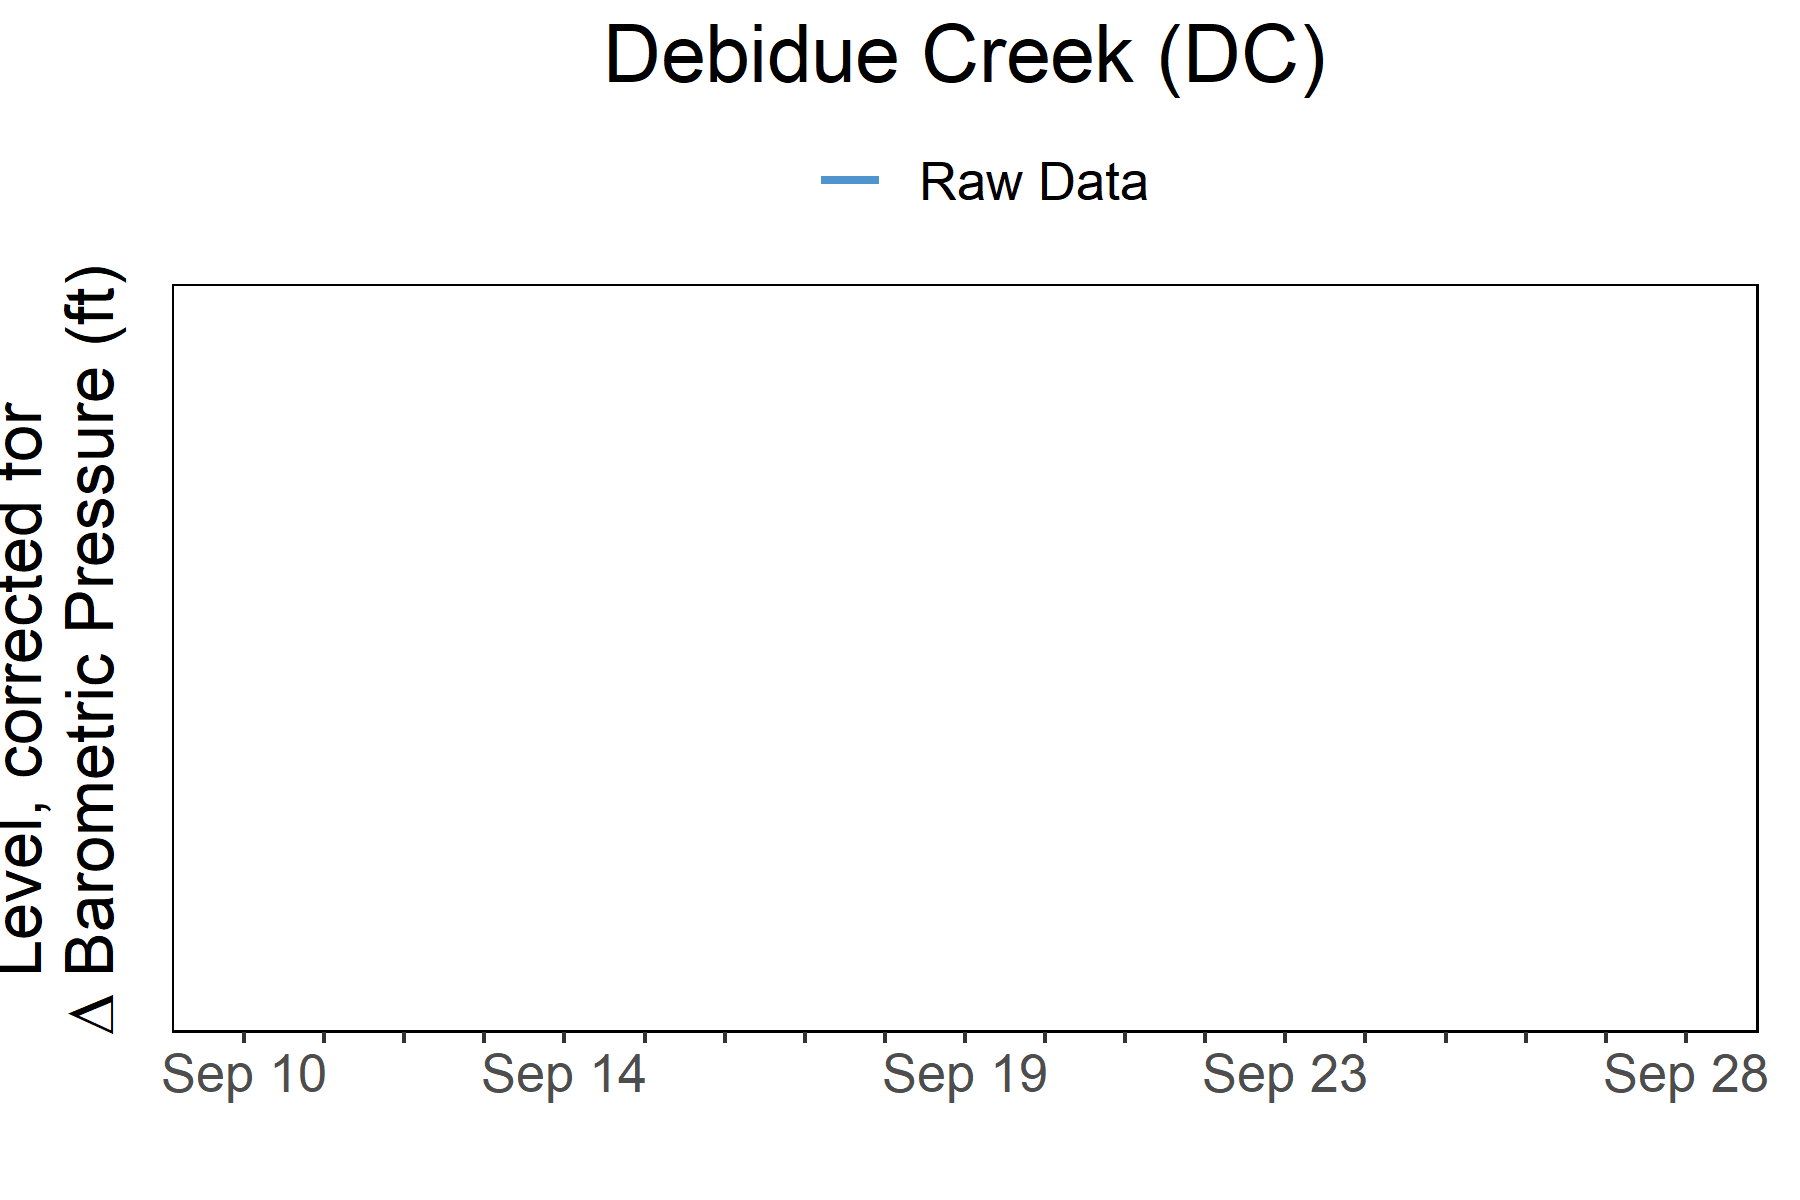 Debidue Creek (DC)
Raw Data
Level, corrected for
Δ Barometric Pressure (ft)
Sep 10 Sep 14 Sep 19 Sep 23 Sep 28